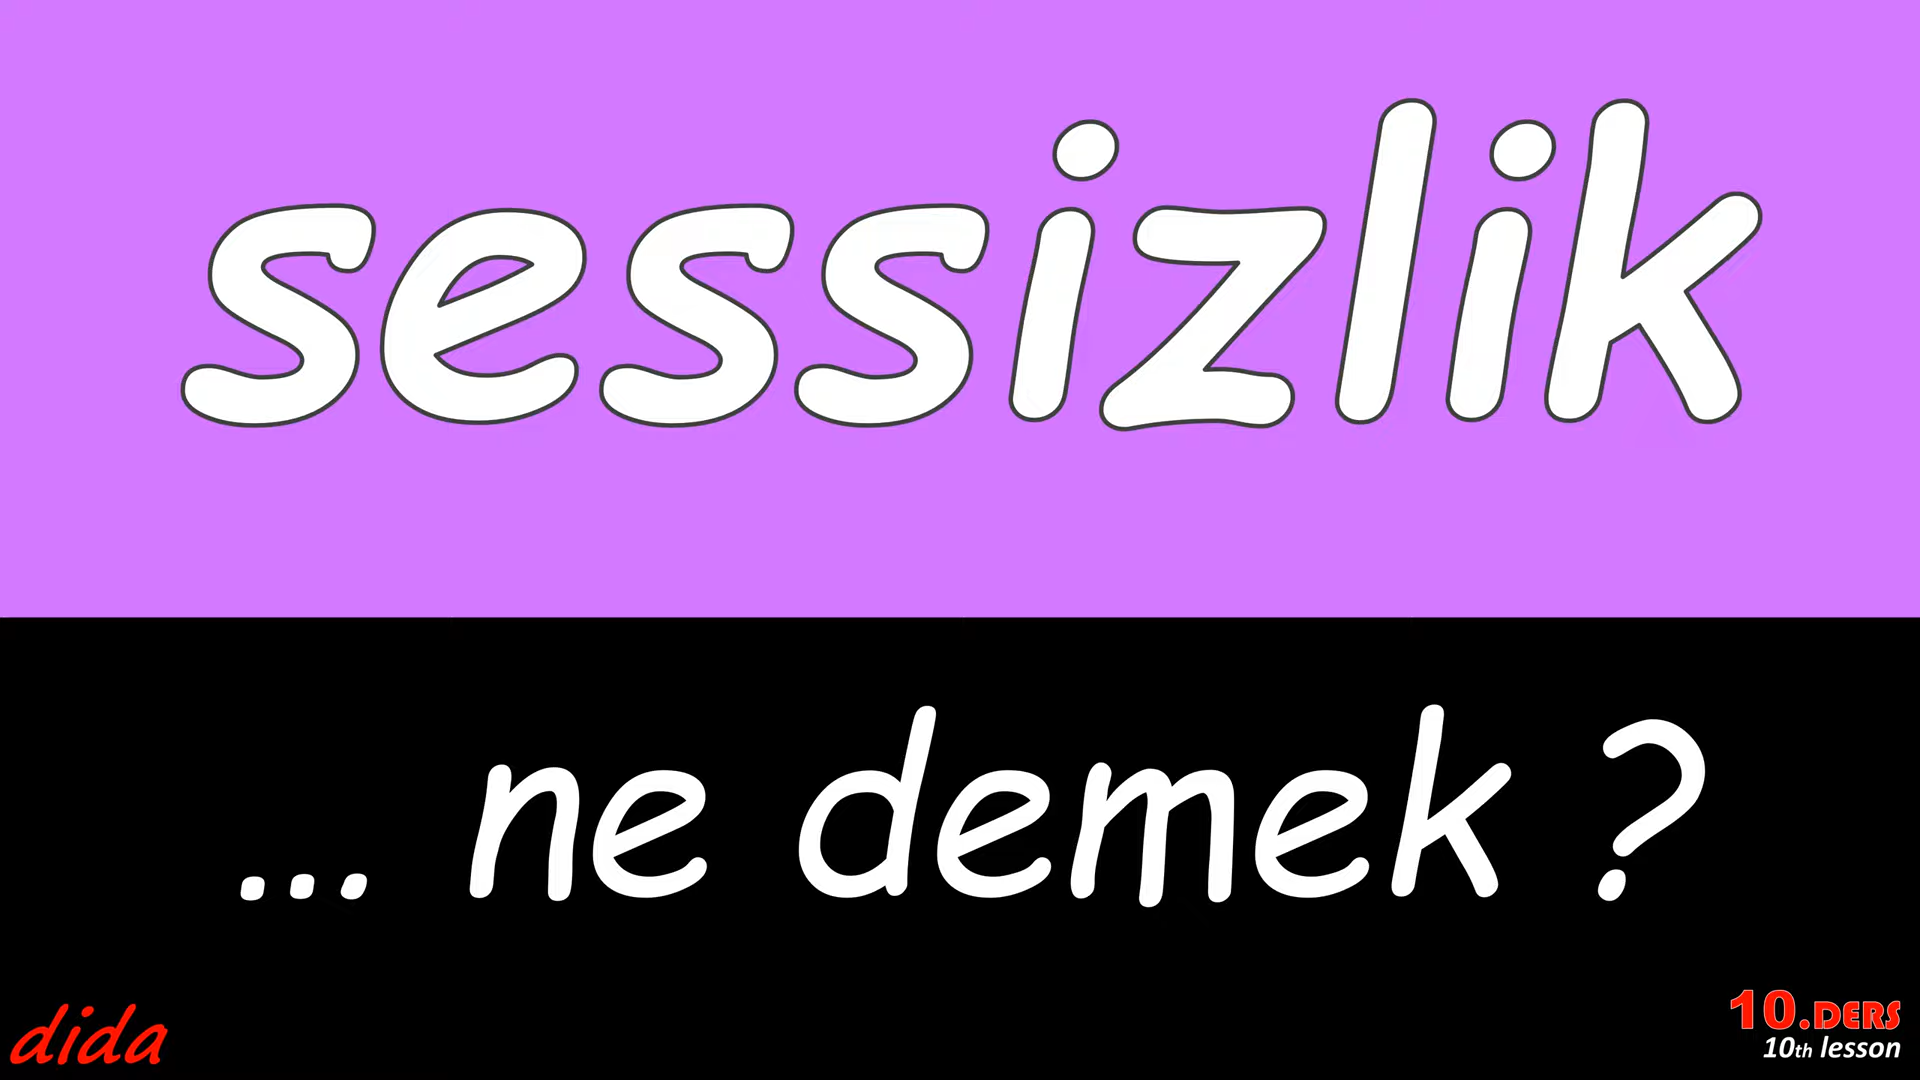 sessizlik
... ne demek ?
dida
10.DERS
10th lesson